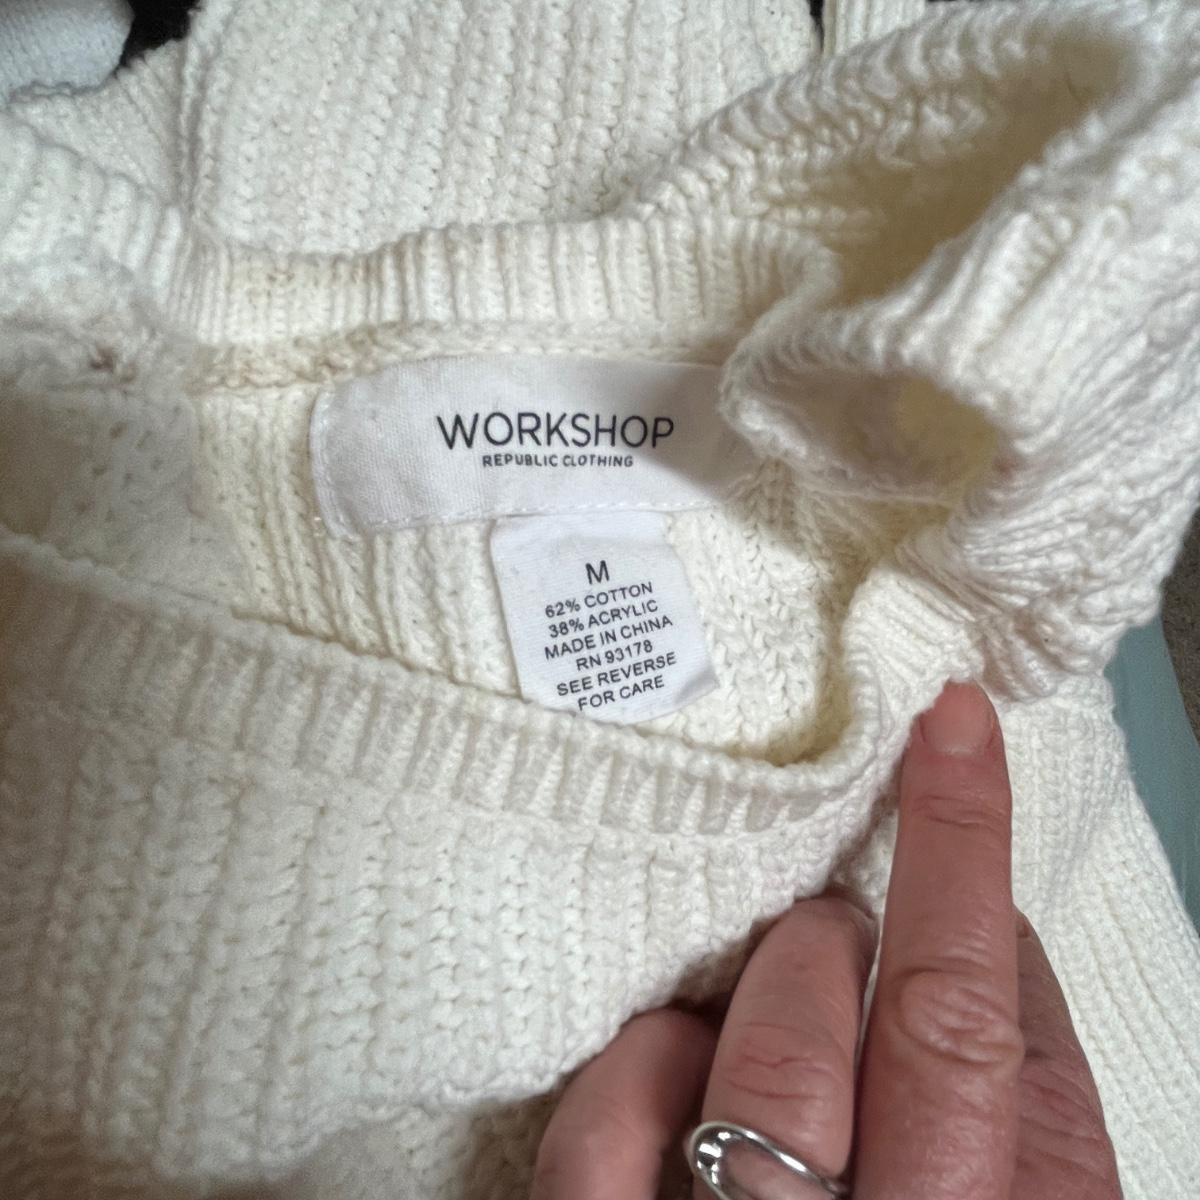 WORKSHOP
REPUBLIC CLOTHING
M
62% COTTON
38% ACRYLIC
MADE IN CHINA
RN 93178
SEE REVERSE
FOR CARE